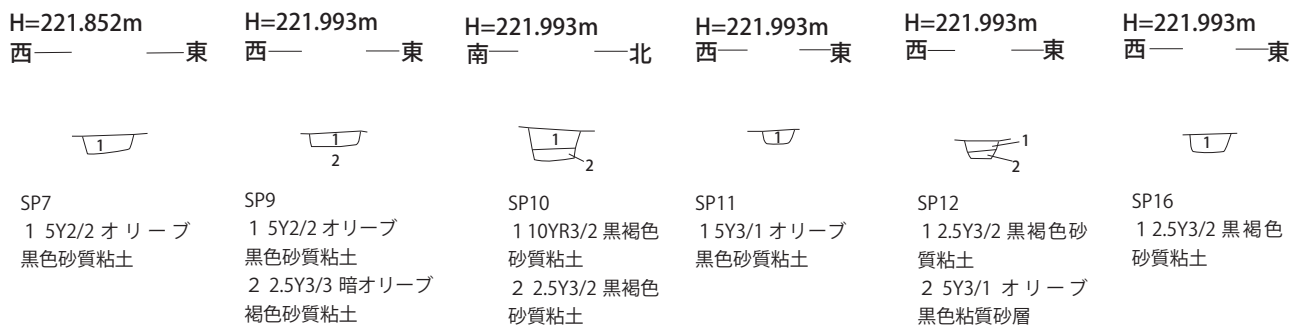 H=221.852m
西 東
1
SP7
1 5Y2/2 オリーブ
黒色砂質粘土
H=221.993m
西 東
1
2
SP9
1 5Y2/2 オリーブ
黒色砂質粘土
2 2.5Y3/3 暗オリーブ
褐色砂質粘土
H=221.993m
南 北
1
2
SP10
1 10YR3/2 黒褐色
砂質粘土
2 2.5Y3/2 黒褐色
砂質粘土
H=221.993m
西 東
1
SP11
1 5Y3/1 オリーブ
黒色砂質粘土
H=221.993m
西 東
1
2
SP12
1 2.5Y3/2 黒褐色砂
質粘土
2 5Y3/1 オリーブ
黒色粘質砂層
H=221.993m
西 東
1
SP16
1 2.5Y3/2 黒褐色
砂質粘土